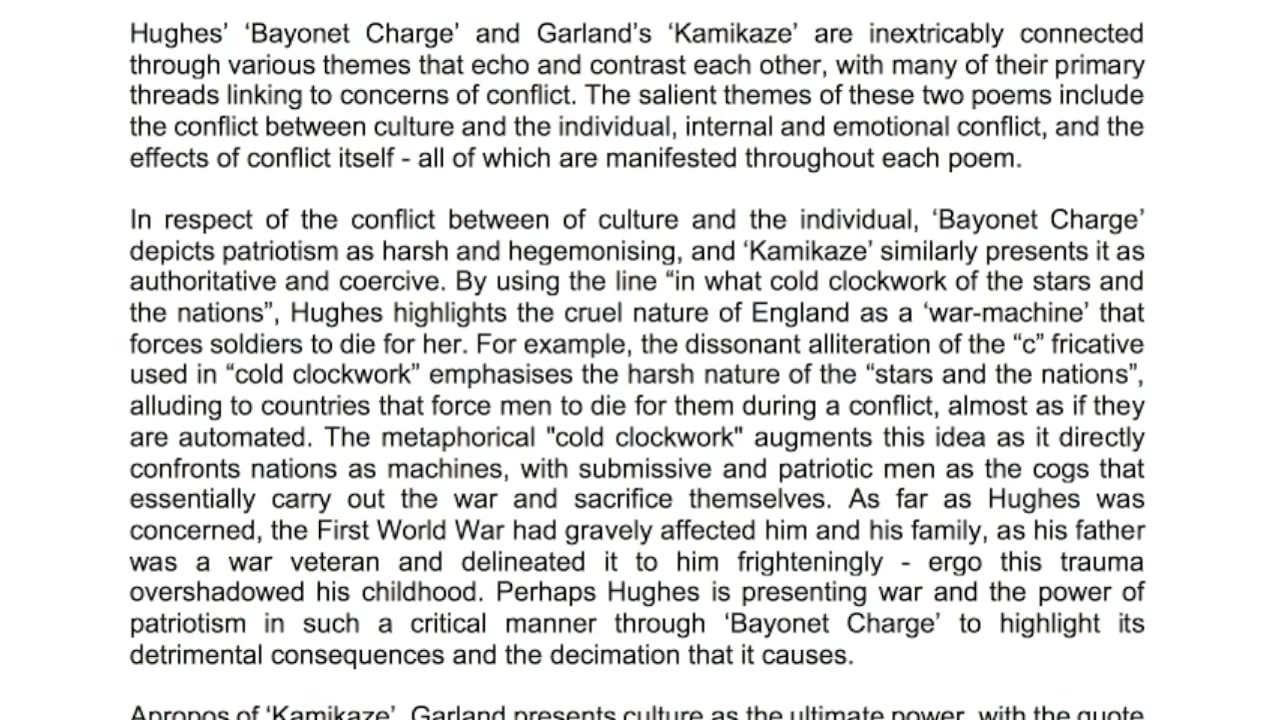 Hughes’ ‘Bayonet Charge’ and Garland’s ‘Kamikaze’ are inextricably connected
through various themes that echo and contrast each other, with many of their primary
threads linking to concerns of conflict. The salient themes of these two poems include
the conflict between culture and the individual, internal and emotional conflict, and the
effects of conflict itself - all of which are manifested throughout each poem.
In respect of the conflict between of culture and the individual, ‘Bayonet Charge’
depicts patriotism as harsh and hegemonising, and ‘Kamikaze’ similarly presents it as
authoritative and coercive. By using the line “in what cold clockwork of the stars and
the nations”, Hughes highlights the cruel nature of England as a ‘war-machine’ that
forces soldiers to die for her. For example, the dissonant alliteration of the “c” fricative
used in “cold clockwork” emphasises the harsh nature of the “stars and the nations”,
alluding to countries that force men to die for them during a conflict, almost as if they
are automated. The metaphorical "cold clockwork" augments this idea as it directly
confronts nations as machines, with submissive and patriotic men as the cogs that
essentially carry out the war and sacrifice themselves. As far as Hughes was
concerned, the First World War had gravely affected him and his family, as his father
was a war veteran and delineated it to him frighteningly - ergo this trauma
overshadowed his childhood. Perhaps Hughes is presenting war and the power of
patriotism in such a critical manner through ‘Bayonet Charge’ to highlight its
detrimental consequences and the decimation that it causes.
Apropos of ‘Kamikaze’, Garland presents culture as the ultimate power, with the quote